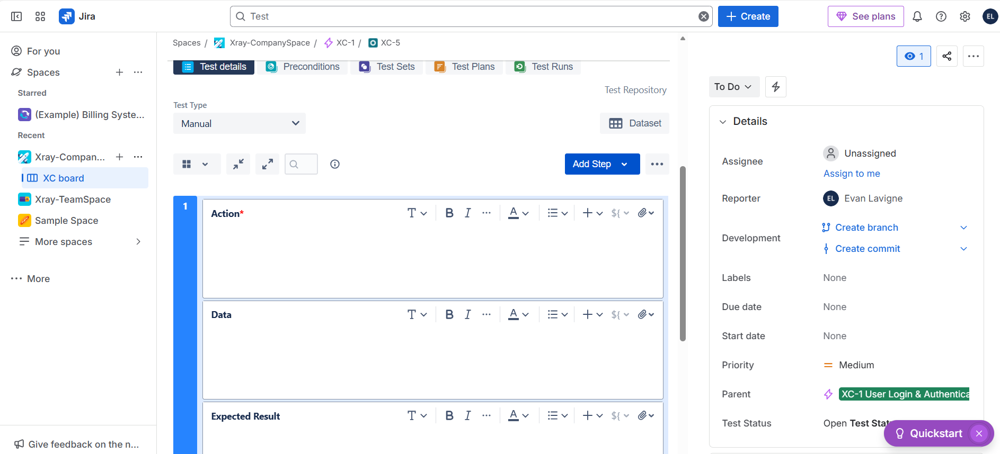 Jira
Test
Create
See plans
EL
For you
Spaces
Starred
(Example) Billing Syste...
Recent
Xray-Compan...
XC board
Xray-TeamSpace
Sample Space
More spaces
More
Give feedback on the n...
Spaces / Xray-CompanySpace / XC-1 / XC-5
Test details
Preconditions
Test Sets
Test Plans
Test Runs
Test Repository
Test Type
Manual
Dataset
Add Step
1
Action*
T B I ... A ${
Data
T B I ... A ${
Expected Result
T B I ... A ${
1
To Do
Details
Assignee
Unassigned
Assign to me
Reporter
EL Evan Lavigne
Development
Create branch
Create commit
Labels
None
Due date
None
Start date
None
Priority
Medium
Parent
XC-1 User Login & Authentica
Test Status
Open Test Stat
Quickstart